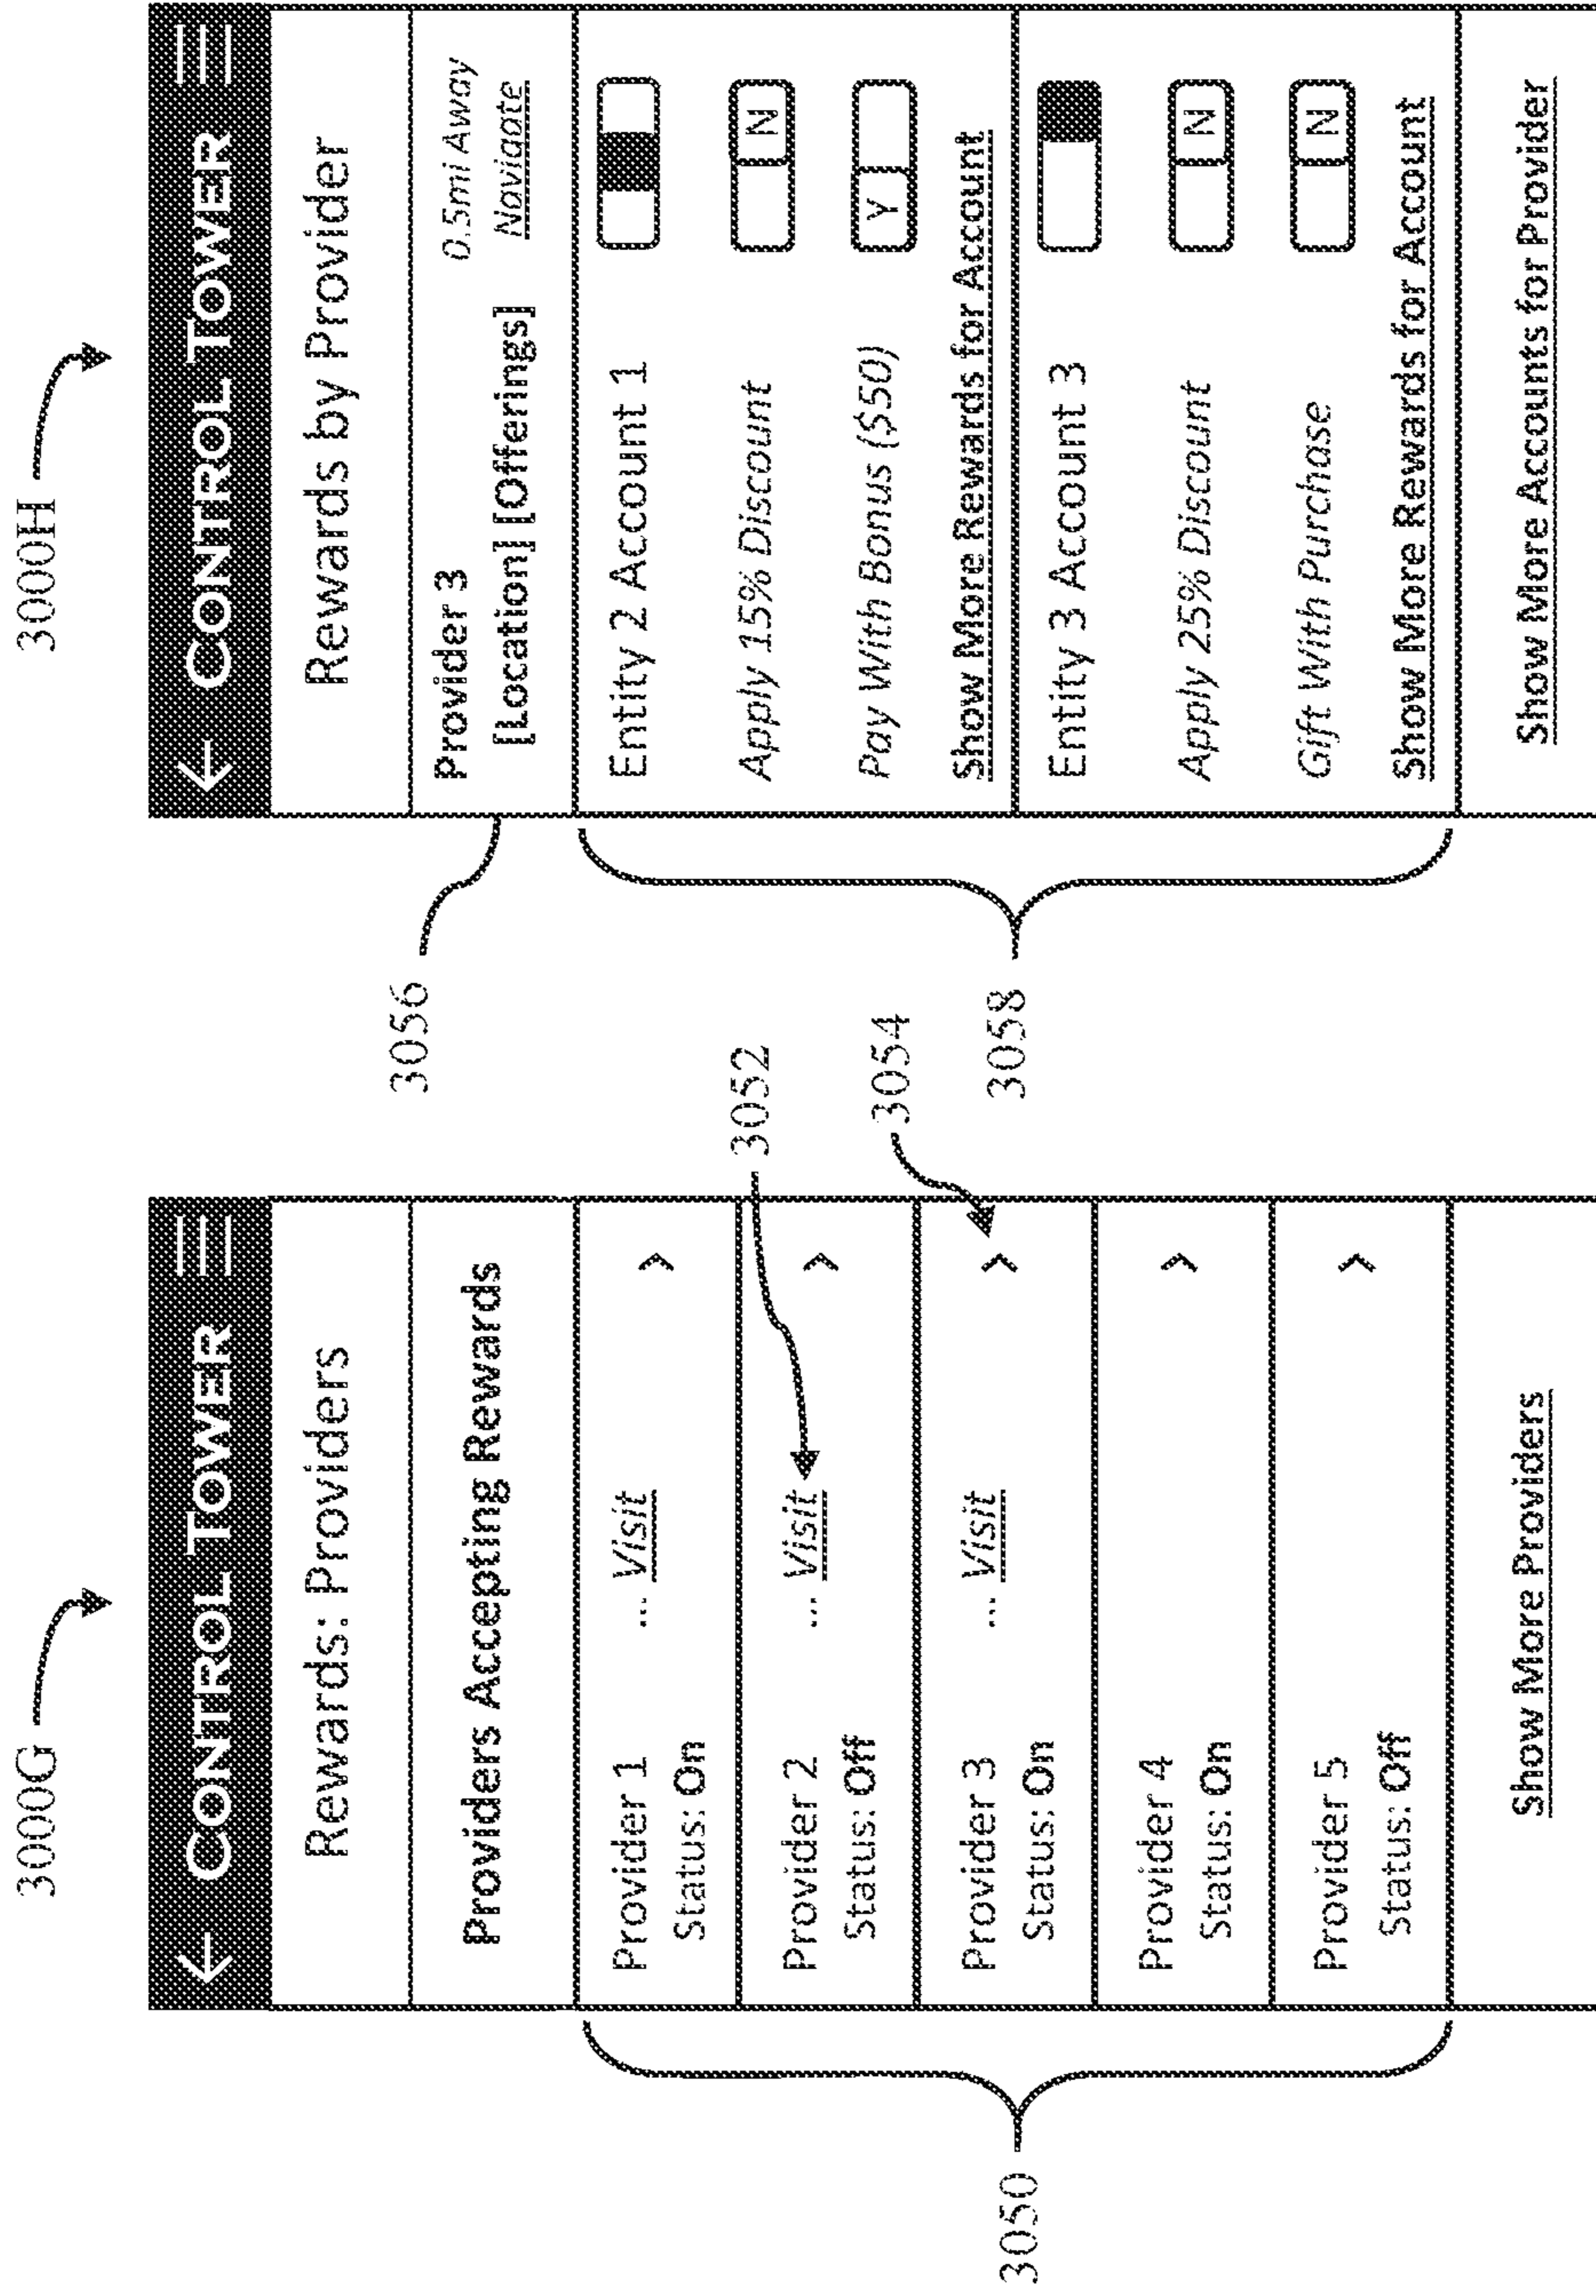 3000G
← CONTROL TOWER
Rewards: Providers
Providers Accepting Rewards
Provider 1 ... Visit >
Status: On
Provider 2 ... Visit >
Status: Off
Provider 3 ... Visit >
Status: On
Provider 4 >
Status: On
Provider 5 >
Status: Off
Show More Providers
3050
3052
3054
3000H
← CONTROL TOWER
Rewards by Provider
Provider 3 0.5mi Away
[Location] [Offerings] Navigate
Entity 2 Account 1
Apply 15% Discount N
Pay With Bonus ($50) Y
Show More Rewards for Account
Entity 3 Account 3
Apply 25% Discount N
Gift With Purchase N
Show More Rewards for Account
Show More Accounts for Provider
3056
3058